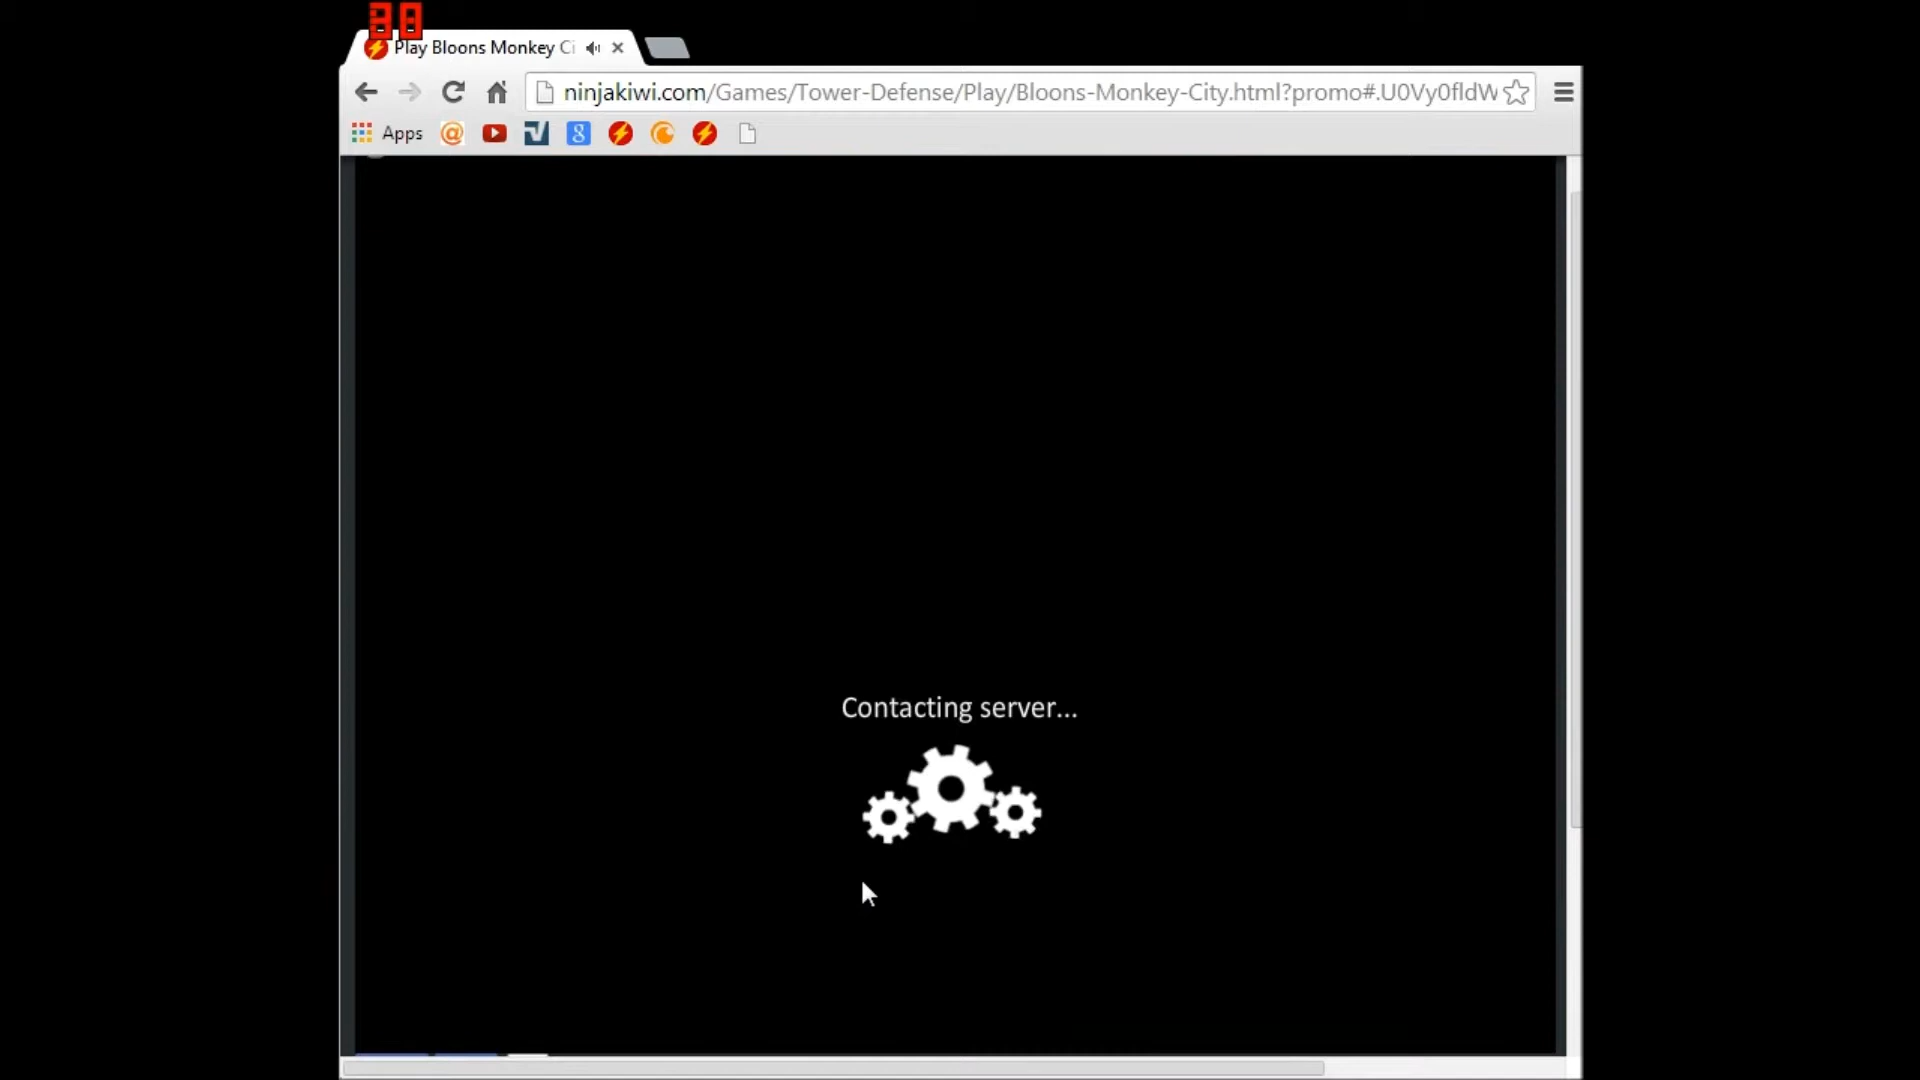 30
Play Bloons Monkey Ci
ninjakiwi.com/Games/Tower-Defense/Play/Bloons-Monkey-City.html?promo#.U0Vy0fldW
Apps
Contacting server...